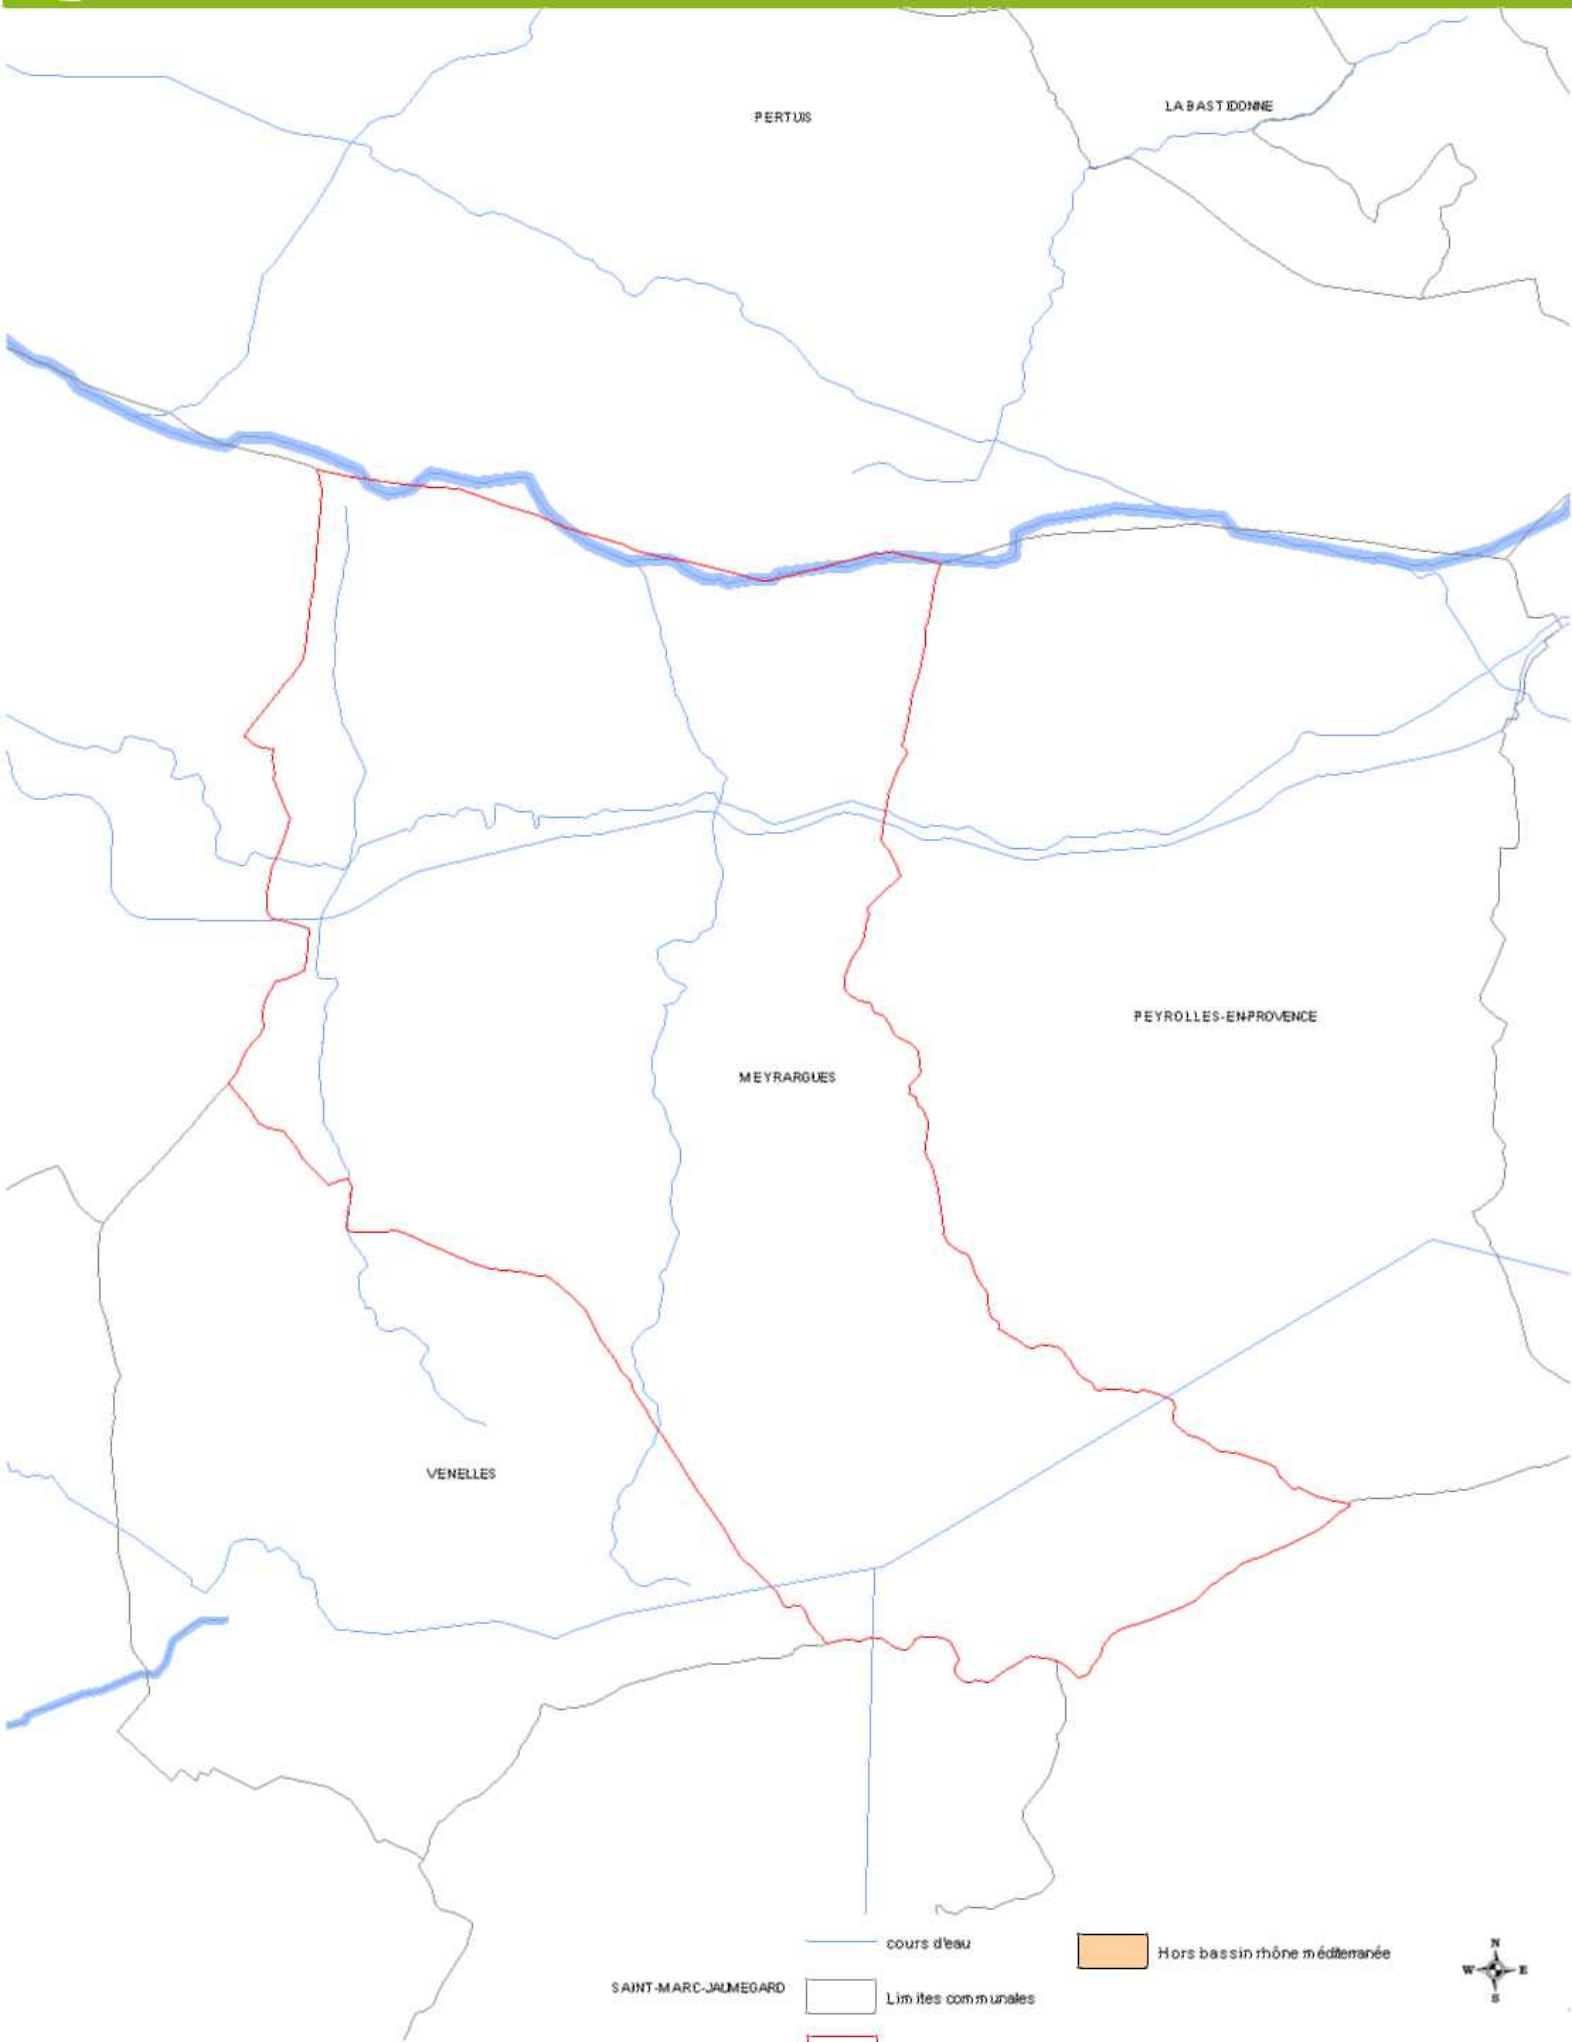 PERTUIS
LA BASTIDONNE
PEYROLLES-EN-PROVENCE
MEYRARGUES
VENELLES
cours d'eau
Hors bassin rhône méditerranée
SAINT-MARC-JAUMEGARD
Limites communales
N
W E
S